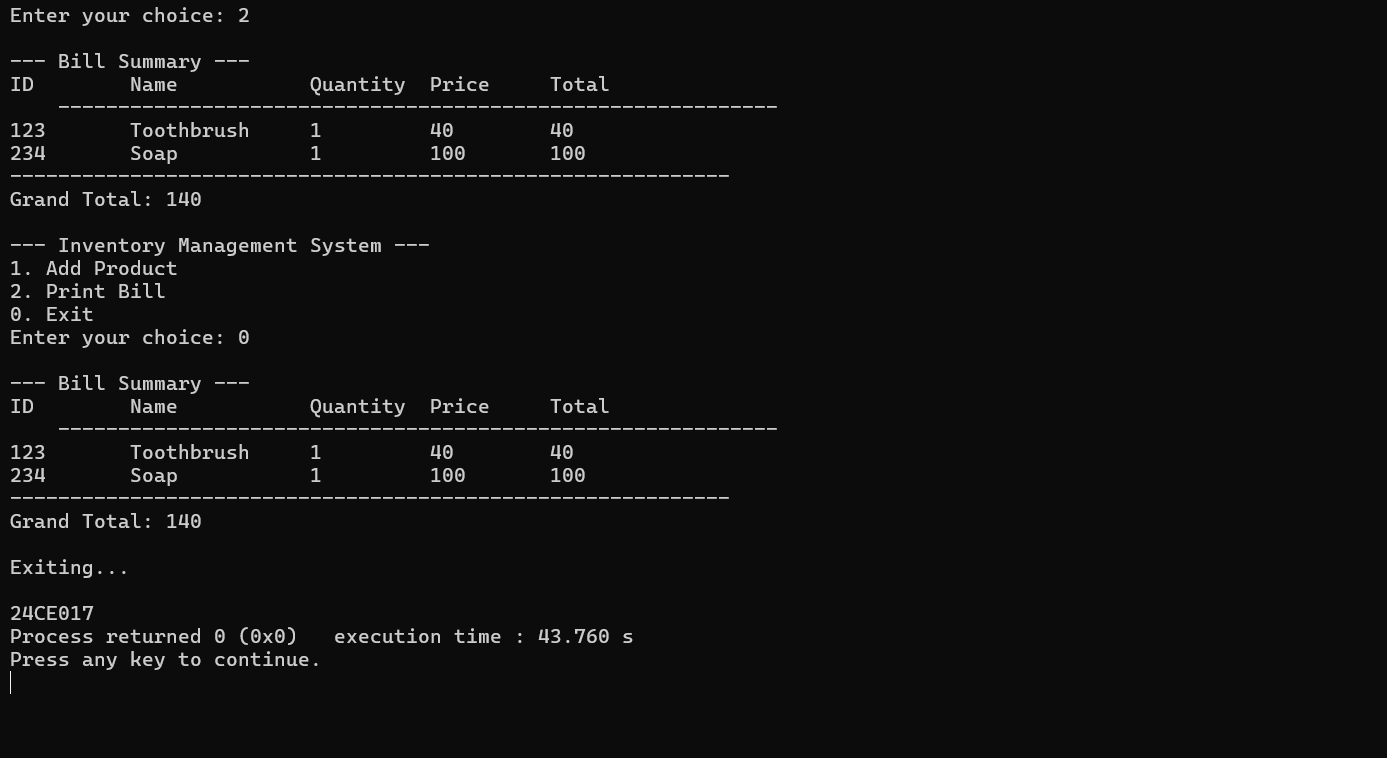 Enter your choice: 2

--- Bill Summary ---
ID        Name           Quantity  Price     Total
    ------------------------------------------------------------
123       Toothbrush     1         40        40
234       Soap           1         100       100
------------------------------------------------------------
Grand Total: 140

--- Inventory Management System ---
1. Add Product
2. Print Bill
0. Exit
Enter your choice: 0

--- Bill Summary ---
ID        Name           Quantity  Price     Total
    ------------------------------------------------------------
123       Toothbrush     1         40        40
234       Soap           1         100       100
------------------------------------------------------------
Grand Total: 140

Exiting...

24CE017
Process returned 0 (0x0)   execution time : 43.760 s
Press any key to continue.